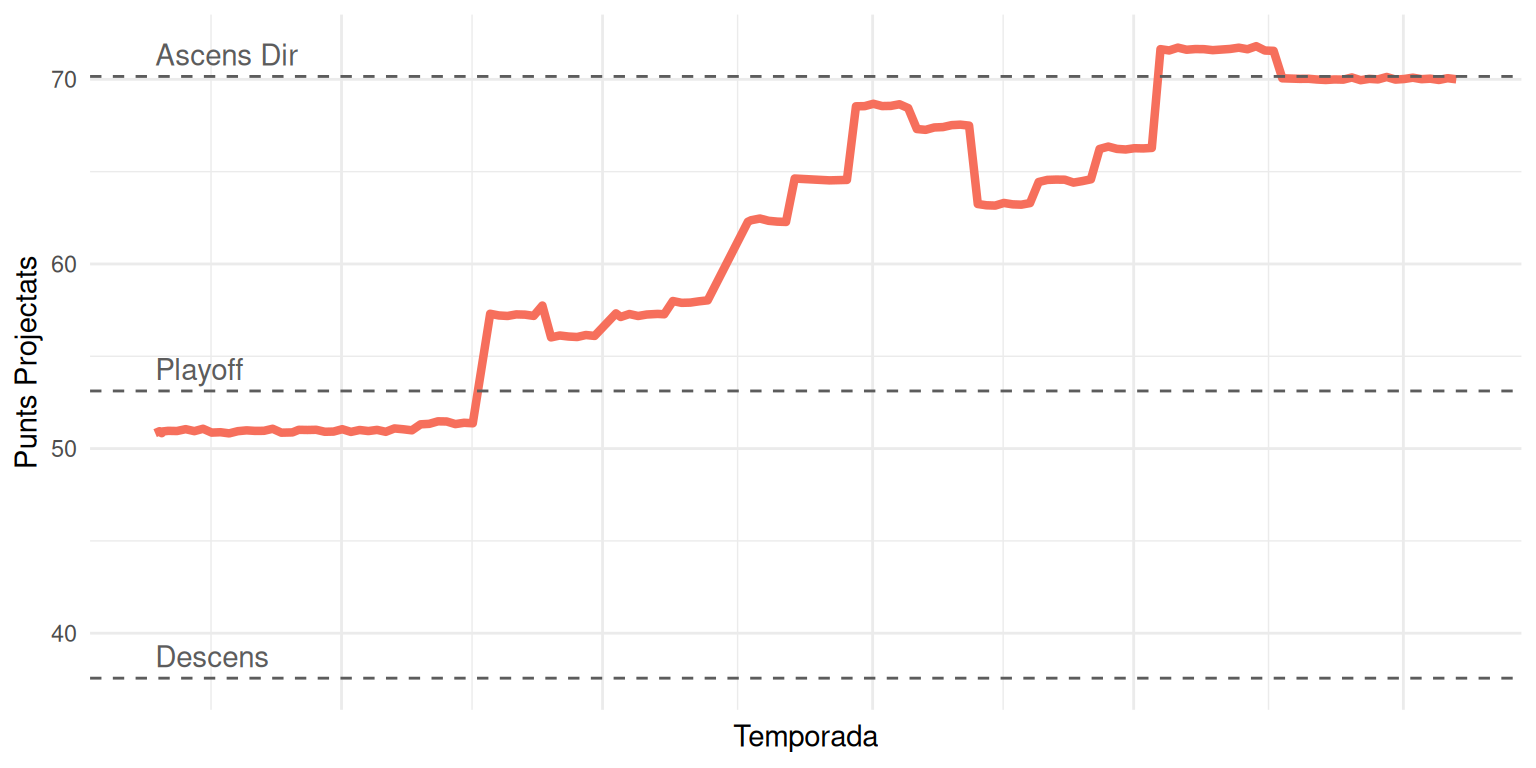 Ascens Dir
70
60
Playoff
50
40
Descens
Punts Projectats
Temporada